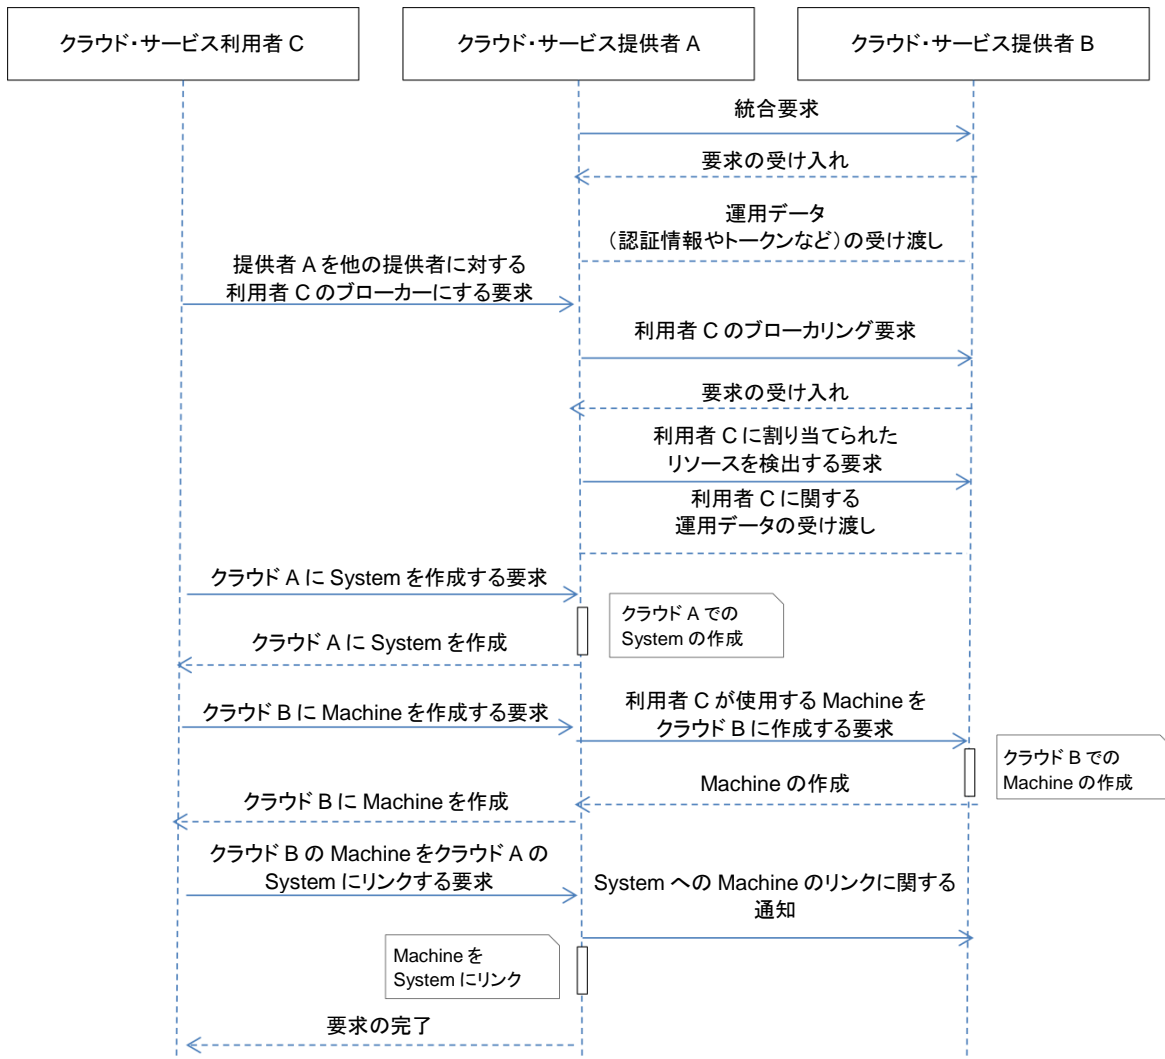 クラウド・サービス利用者 C
クラウド・サービス提供者 A
クラウド・サービス提供者 B
統合要求
要求の受け入れ
運用データ
（認証情報やトークンなど）の受け渡し
提供者 A を他の提供者に対する
利用者 C のブローカーにする要求
利用者 C のブローカリング要求
要求の受け入れ
利用者 C に割り当てられた
リソースを検出する要求
利用者 C に関する
運用データの受け渡し
クラウド A に System を作成する要求
クラウド A での
System の作成
クラウド A に System を作成
クラウド B に Machine を作成する要求
利用者 C が使用する Machine を
クラウド B に作成する要求
クラウド B での
Machine の作成
Machine の作成
クラウド B に Machine を作成
クラウド B の Machine をクラウド A の
System にリンクする要求
System への Machine のリンクに関する
通知
Machine を
System にリンク
要求の完了